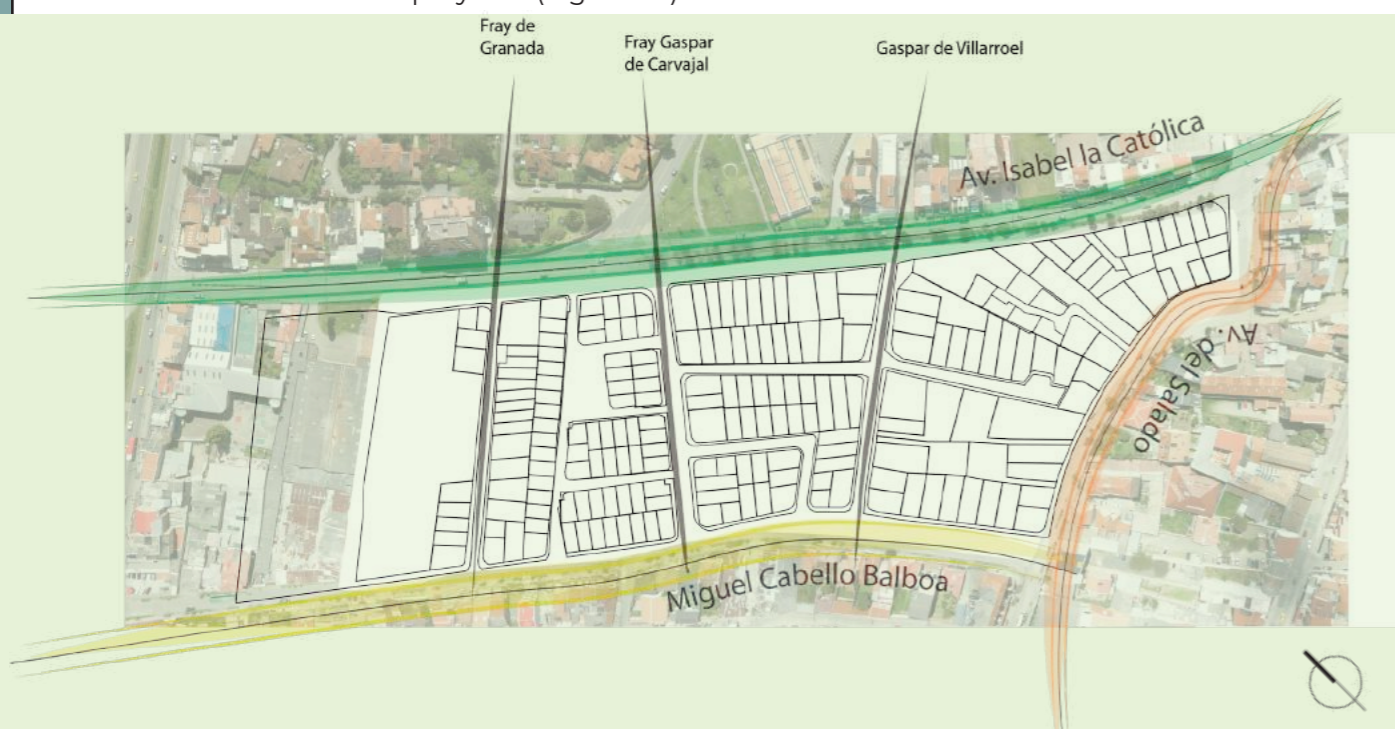 Fray de
Granada
Fray Gaspar
de Carvajal
Gaspar de Villarroel
Av. Isabel la Católica
Av. del Salado
Miguel Cabello Balboa